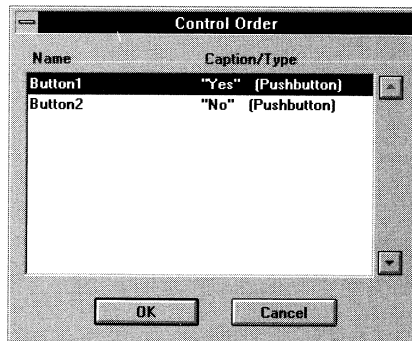 Control Order
Name Caption/Type
Button1 "Yes" (Pushbutton)
Button2 "No" (Pushbutton)
OK Cancel